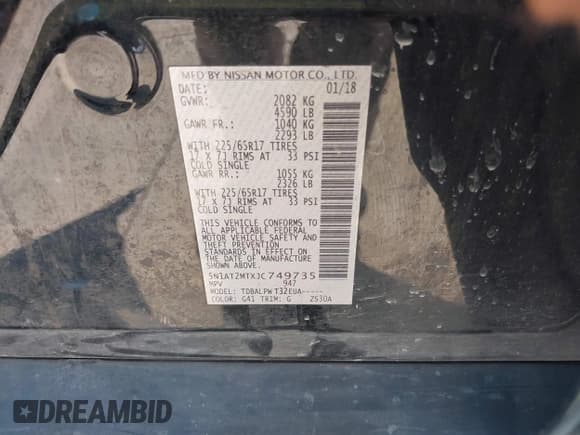 MFD BY NISSAN MOTOR CO., LTD.
DATE: 01/18
GVWR: 2082 KG
4590 LB
GAWR FR.: 1040 KG
2293 LB
WITH 225/65R17 TIRES
17 X 7J RIMS AT 33 PSI
COLD SINGLE
GAWR RR.: 1055 KG
2326 LB
WITH 225/65R17 TIRES
17 X 7J RIMS AT 33 PSI
COLD SINGLE
THIS VEHICLE CONFORMS TO
ALL APPLICABLE FEDERAL
MOTOR VEHICLE SAFETY AND
THEFT PREVENTION
STANDARDS IN EFFECT ON
THE DATE OF MANUFACTURE
SHOWN ABOVE.
5N1AT2MTXJC749735
MPV 947
MODEL: TDBALPW T32EUA-----
COLOR: G41 TRIM: G ZS30A
DREAMBID